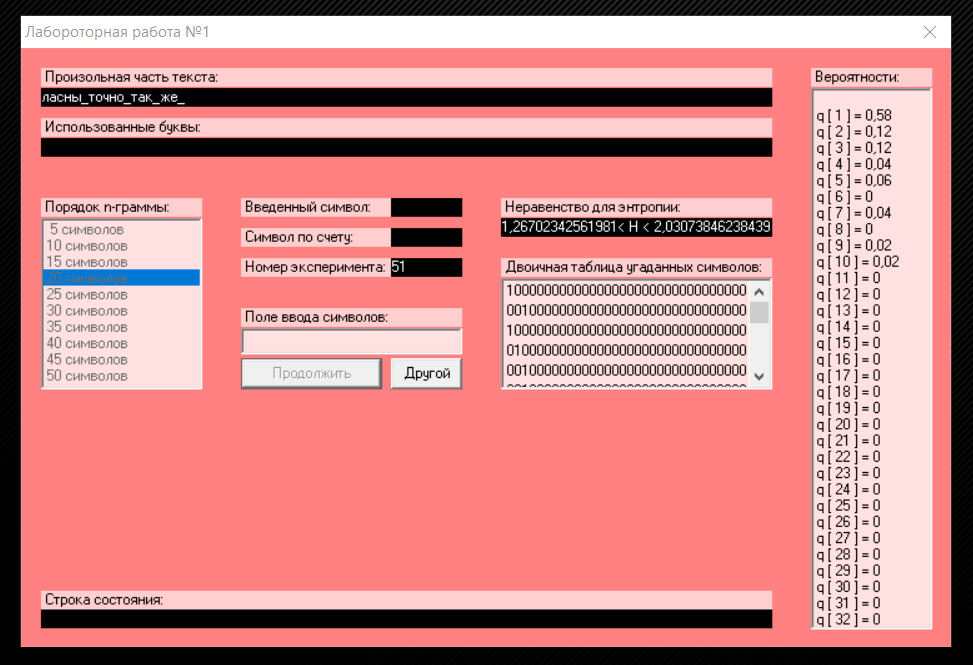 Лабороторная работа №1
Произольная часть текста:
ласны_точно_так_же_
Использованные буквы:
Порядок n-граммы:
5 символов
10 символов
15 символов
20 символов
25 символов
30 символов
35 символов
40 символов
45 символов
50 символов
Введенный символ:
Символ по счету:
Номер эксперимента: 51
Поле ввода символов:
Продолжить
Другой
Неравенство для энтропии:
1,26702342561981< H < 2,03073846238439
Двоичная таблица угаданных символов:
10000000000000000000000000000000
00100000000000000000000000000000
10000000000000000000000000000000
01000000000000000000000000000000
00100000000000000000000000000000
Строка состояния:
Вероятности:
q [ 1 ] = 0,58
q [ 2 ] = 0,12
q [ 3 ] = 0,12
q [ 4 ] = 0,04
q [ 5 ] = 0,06
q [ 6 ] = 0
q [ 7 ] = 0,04
q [ 8 ] = 0
q [ 9 ] = 0,02
q [ 10 ] = 0,02
q [ 11 ] = 0
q [ 12 ] = 0
q [ 13 ] = 0
q [ 14 ] = 0
q [ 15 ] = 0
q [ 16 ] = 0
q [ 17 ] = 0
q [ 18 ] = 0
q [ 19 ] = 0
q [ 20 ] = 0
q [ 21 ] = 0
q [ 22 ] = 0
q [ 23 ] = 0
q [ 24 ] = 0
q [ 25 ] = 0
q [ 26 ] = 0
q [ 27 ] = 0
q [ 28 ] = 0
q [ 29 ] = 0
q [ 30 ] = 0
q [ 31 ] = 0
q [ 32 ] = 0